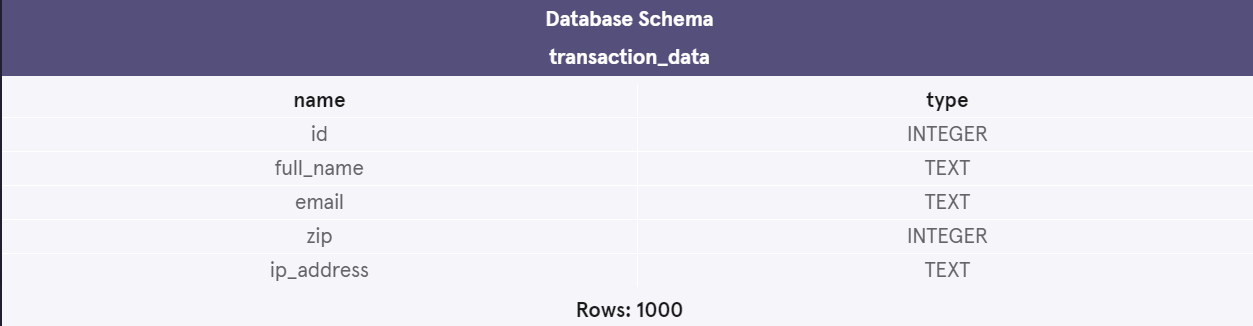 Database Schema
transaction_data
name type
id INTEGER
full_name TEXT
email TEXT
zip INTEGER
ip_address TEXT
Rows: 1000